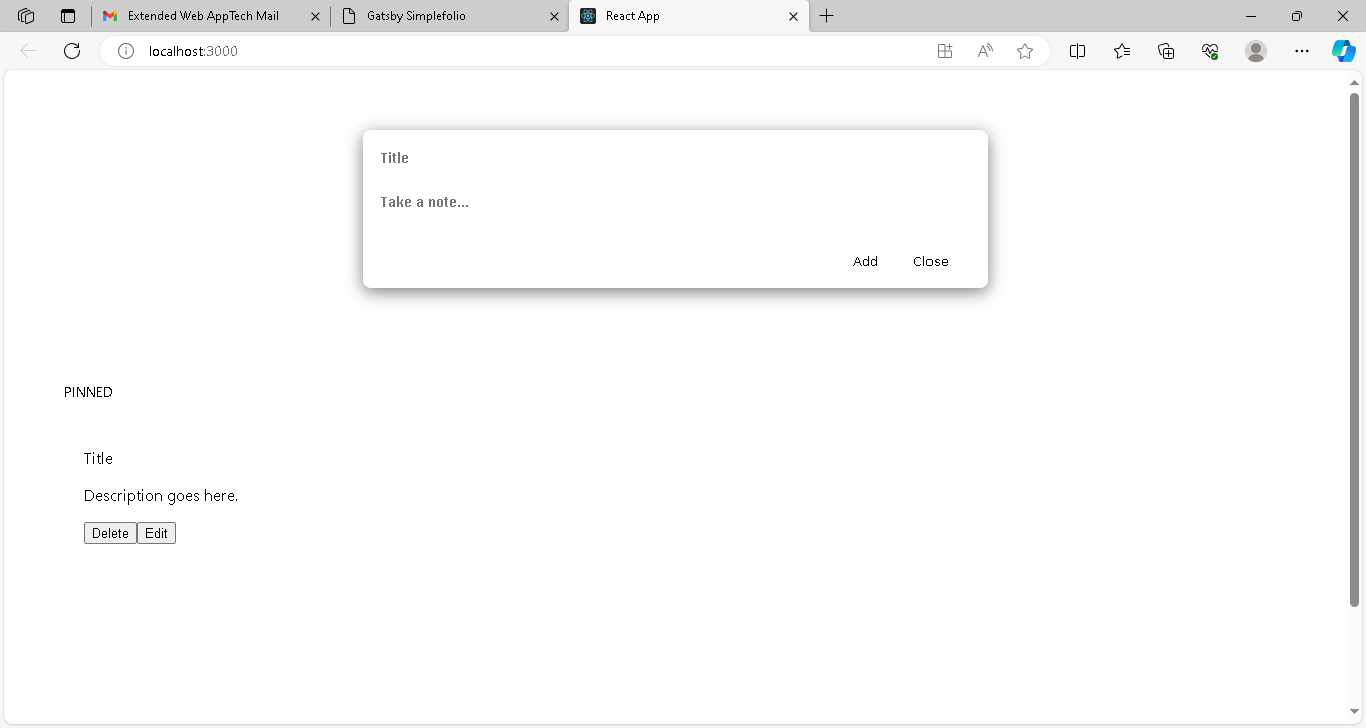 Extended Web AppTech Mail
Gatsby Simplefolio
React App
localhost:3000
Title
Take a note...
Add Close
PINNED
Title
Description goes here.
Delete Edit